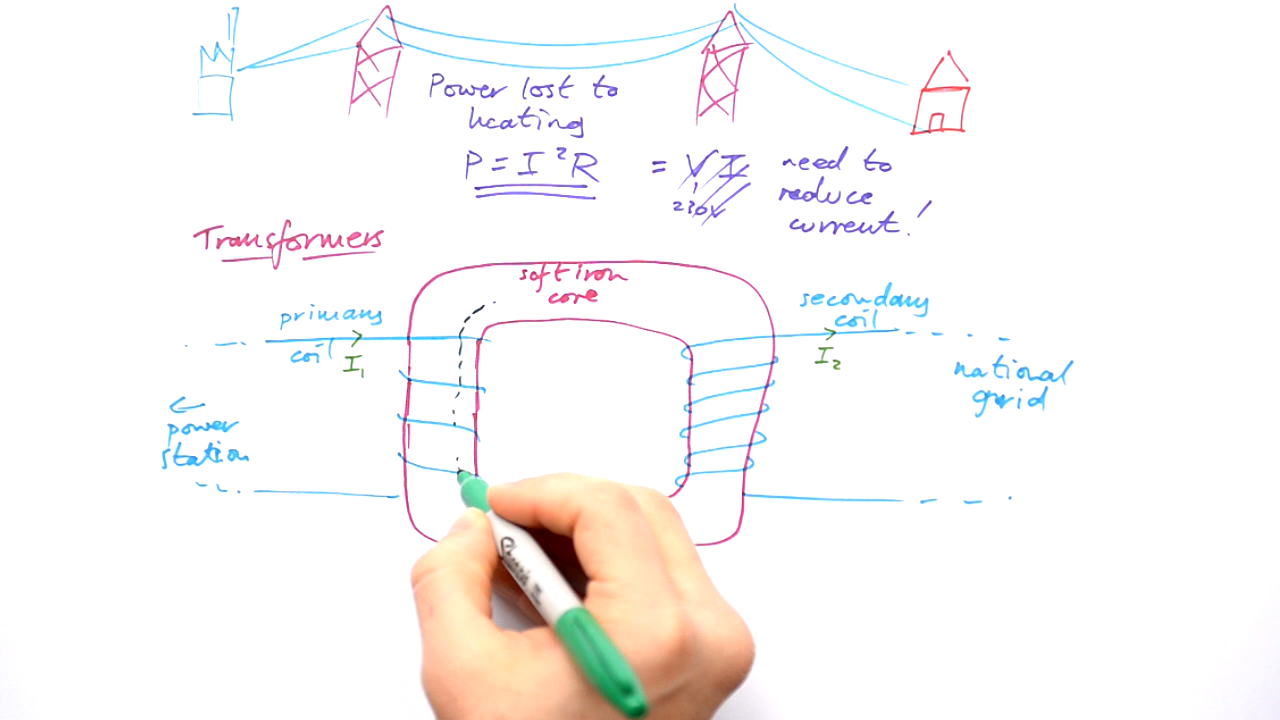 Power lost to
heating
P = I²R = VI need to
230V reduce
current!
Transformers
soft iron
core
primary
coil
I₁
secondary
coil
I₂
national
grid
←
power
station
Sharpie